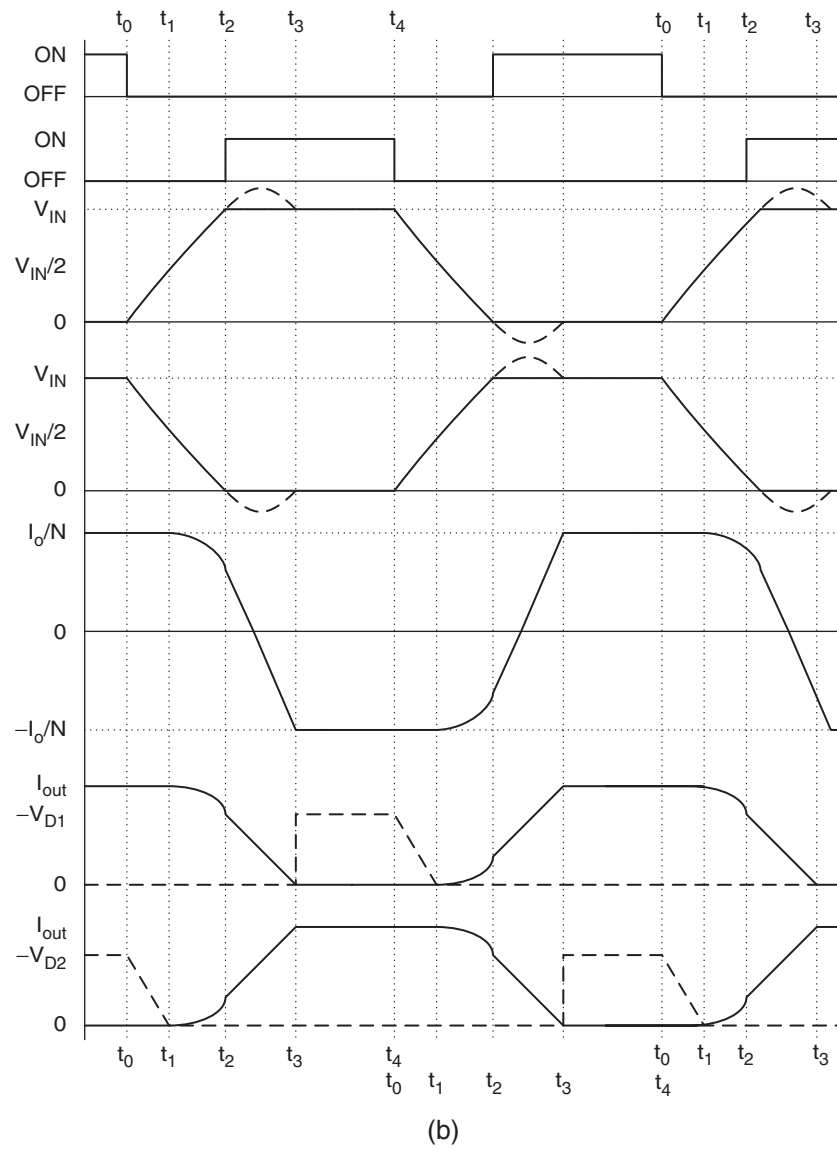 t0 t1 t2 t3 t4 t0 t1 t2 t3
ON
OFF
ON
OFF
VIN
VIN/2
0
VIN
VIN/2
0
Io/N
0
–Io/N
Iout
–VD1
0
Iout
–VD2
0
t0 t1 t2 t3 t4 t1 t2 t3 t0 t1 t2 t3
t0 t4
(b)